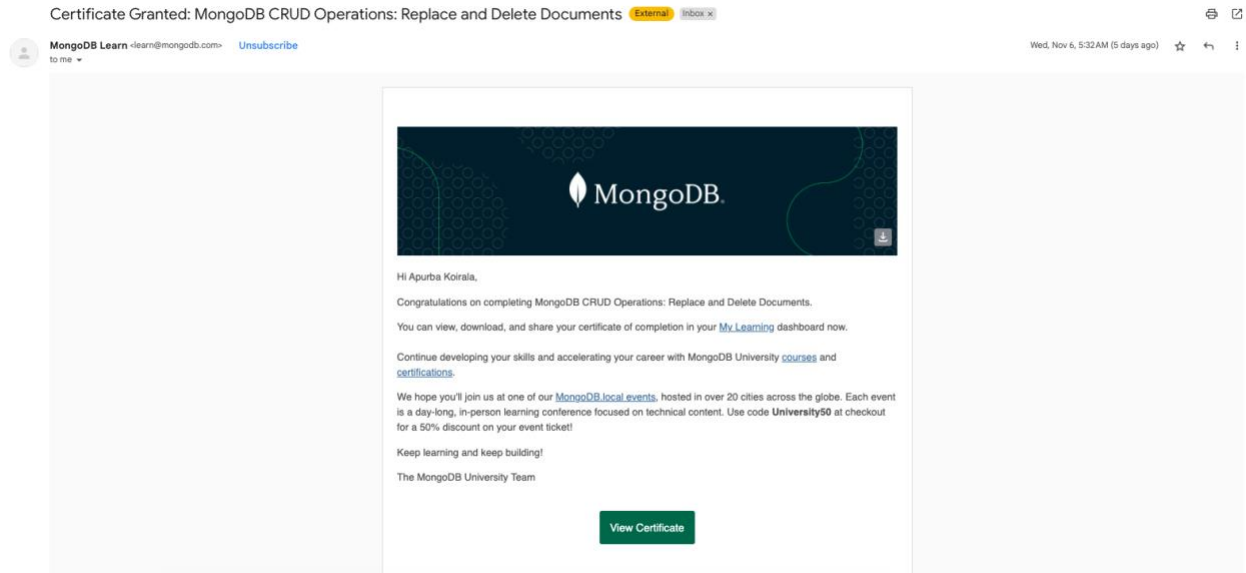 Certificate Granted: MongoDB CRUD Operations: Replace and Delete Documents External Inbox x
MongoDB Learn <learn@mongodb.com> Unsubscribe
Wed, Nov 6, 5:32 AM (5 days ago)
to me
MongoDB.
Hi Apurba Koirala,
Congratulations on completing MongoDB CRUD Operations: Replace and Delete Documents.
You can view, download, and share your certificate of completion in your My Learning dashboard now.
Continue developing your skills and accelerating your career with MongoDB University courses and
certifications.
We hope you'll join us at one of our MongoDB.local events, hosted in over 20 cities across the globe. Each event
is a day-long, in-person learning conference focused on technical content. Use code University50 at checkout
for a 50% discount on your event ticket!
Keep learning and keep building!
The MongoDB University Team
View Certificate